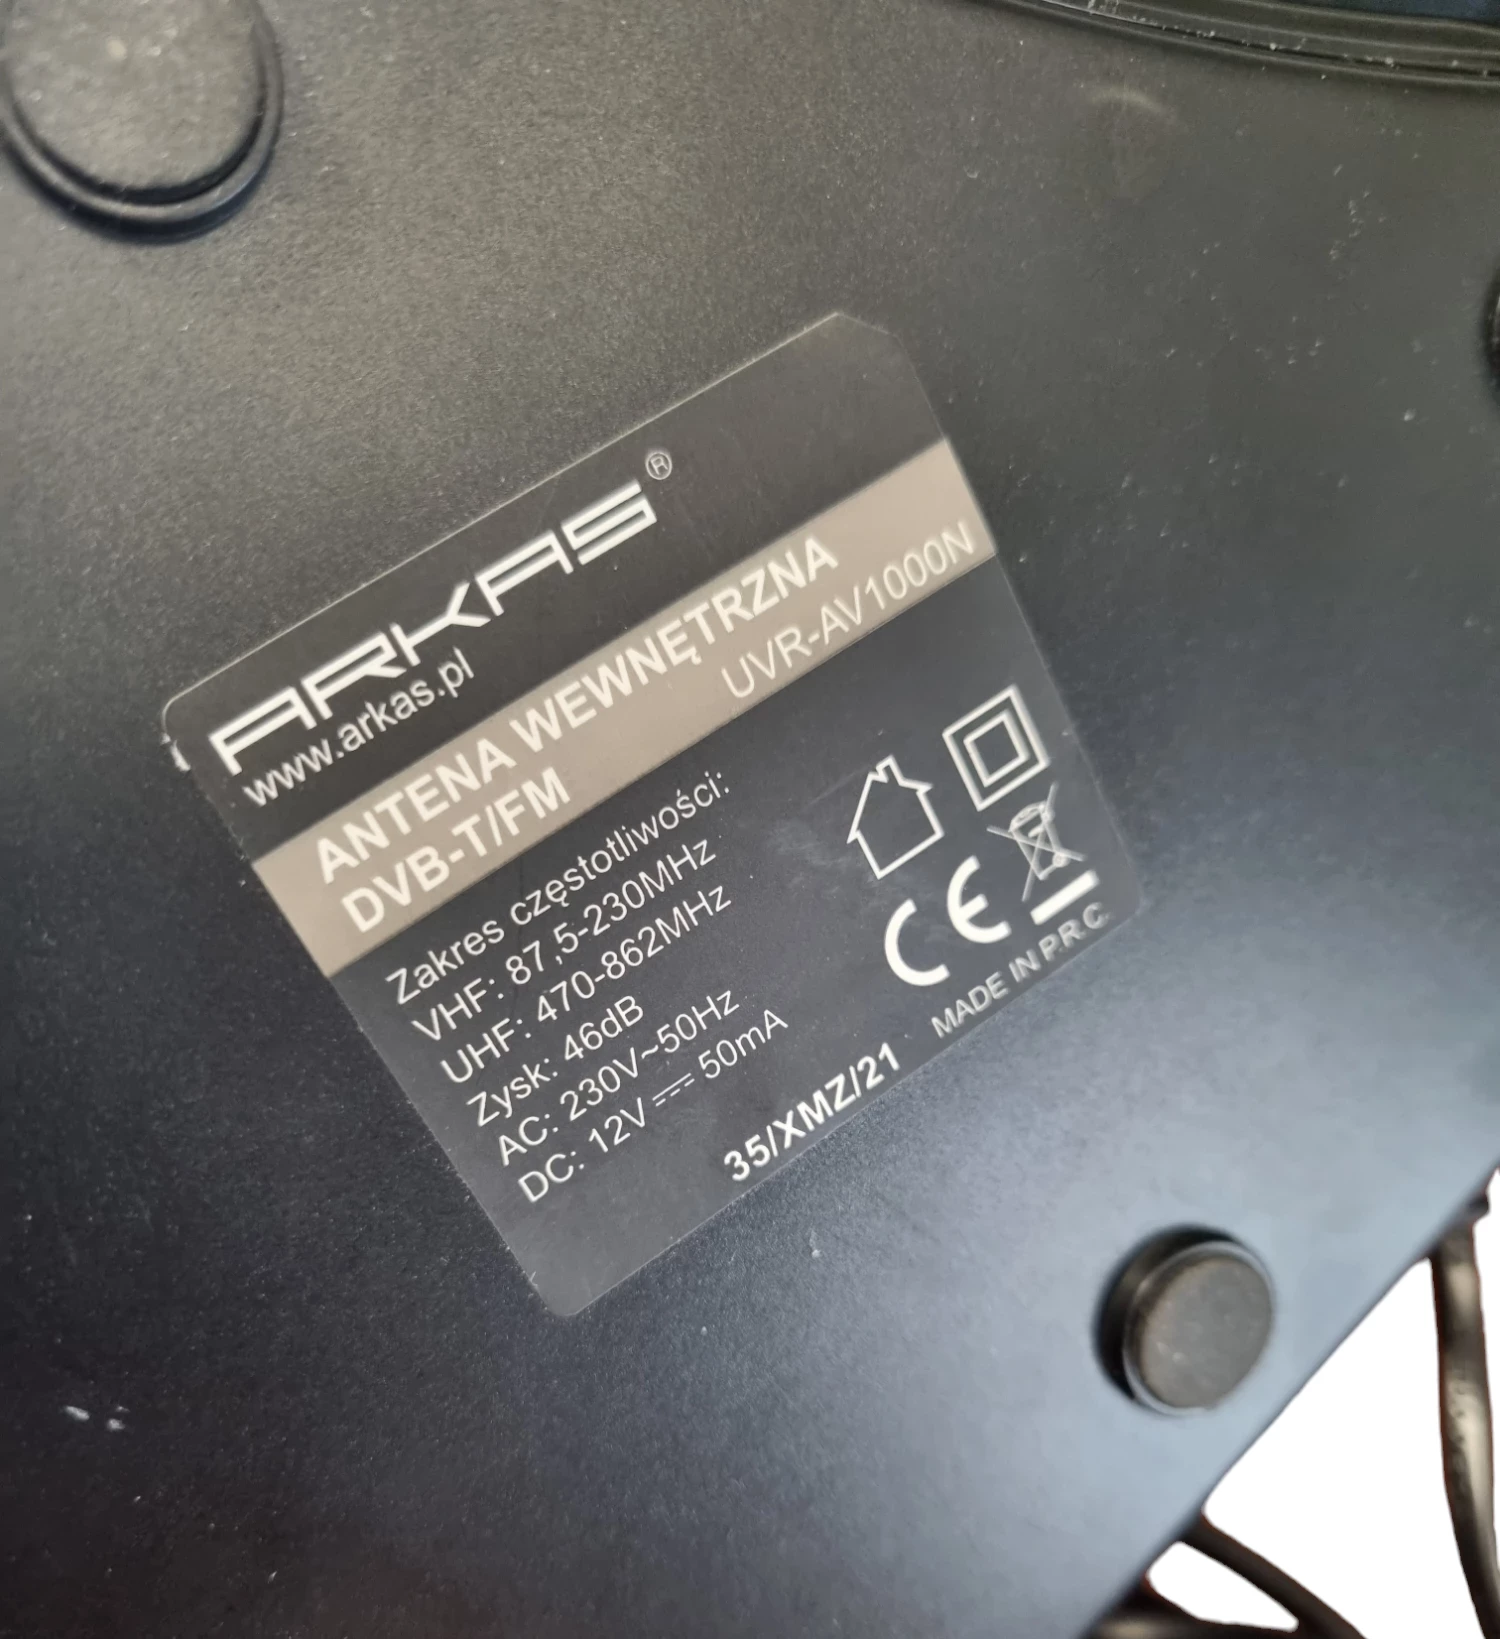 ARKAS®
www.arkas.pl
ANTENA WEWNĘTRZNA
DVB-T/FM
UVR-AV1000N
Zakres częstotliwości:
VHF: 87,5-230MHz
UHF: 470-862MHz
Zysk: 46dB
AC: 230V~50Hz
DC: 12V⎓50mA
CE
35/XMZ/21
MADE IN P.R.C.